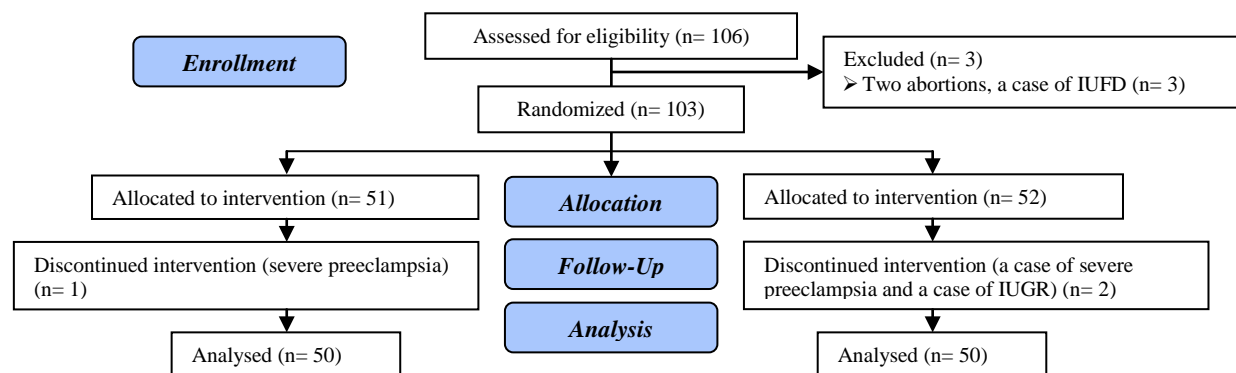 Assessed for eligibility (n= 106)
Enrollment
Excluded (n= 3)
➢ Two abortions, a case of IUFD (n= 3)
Randomized (n= 103)
Allocated to intervention (n= 51)
Allocation
Allocated to intervention (n= 52)
Discontinued intervention (severe preeclampsia)
(n= 1)
Follow-Up
Discontinued intervention (a case of severe
preeclampsia and a case of IUGR) (n= 2)
Analysis
Analysed (n= 50)
Analysed (n= 50)